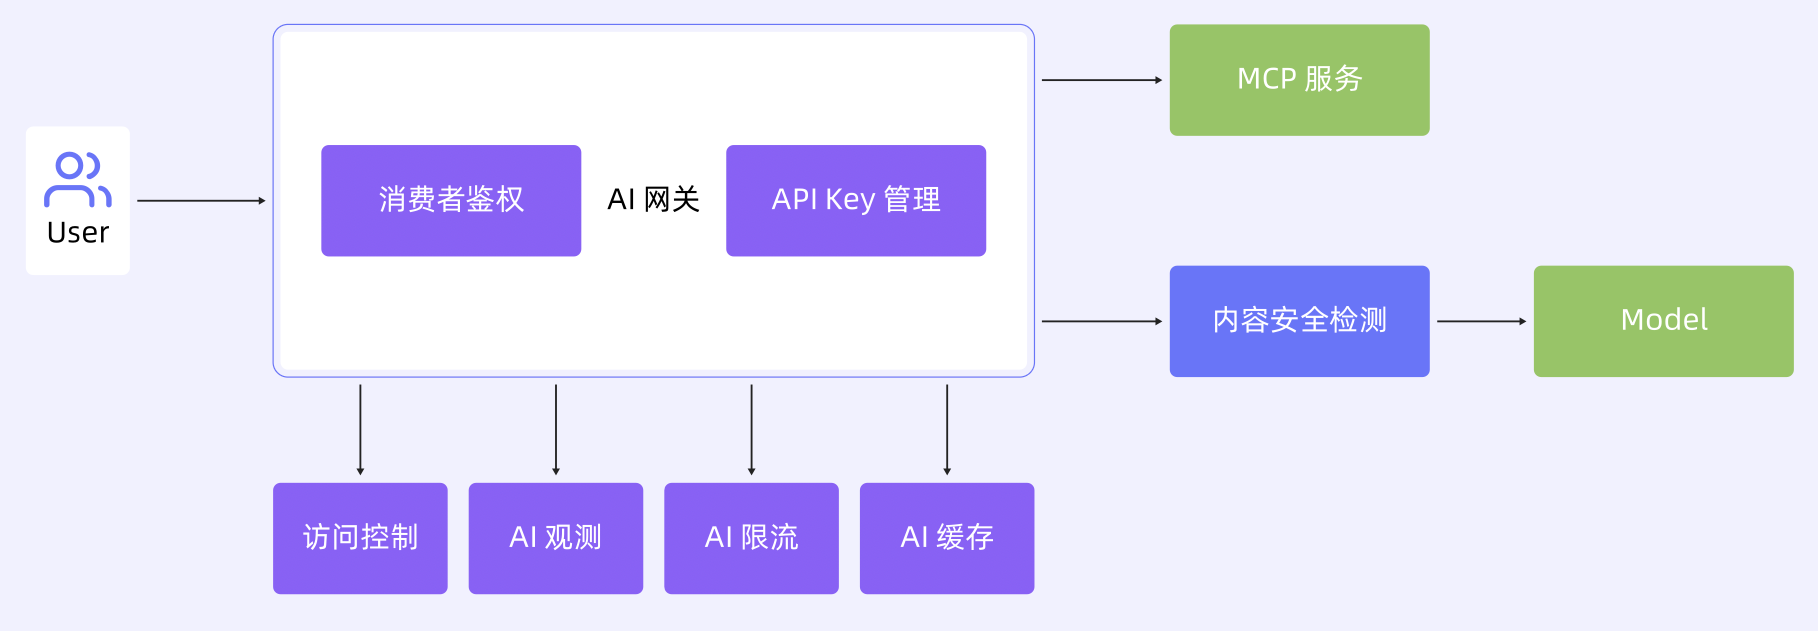 User
消费者鉴权
AI 网关
API Key 管理
MCP 服务
内容安全检测
Model
访问控制
AI 观测
AI 限流
AI 缓存